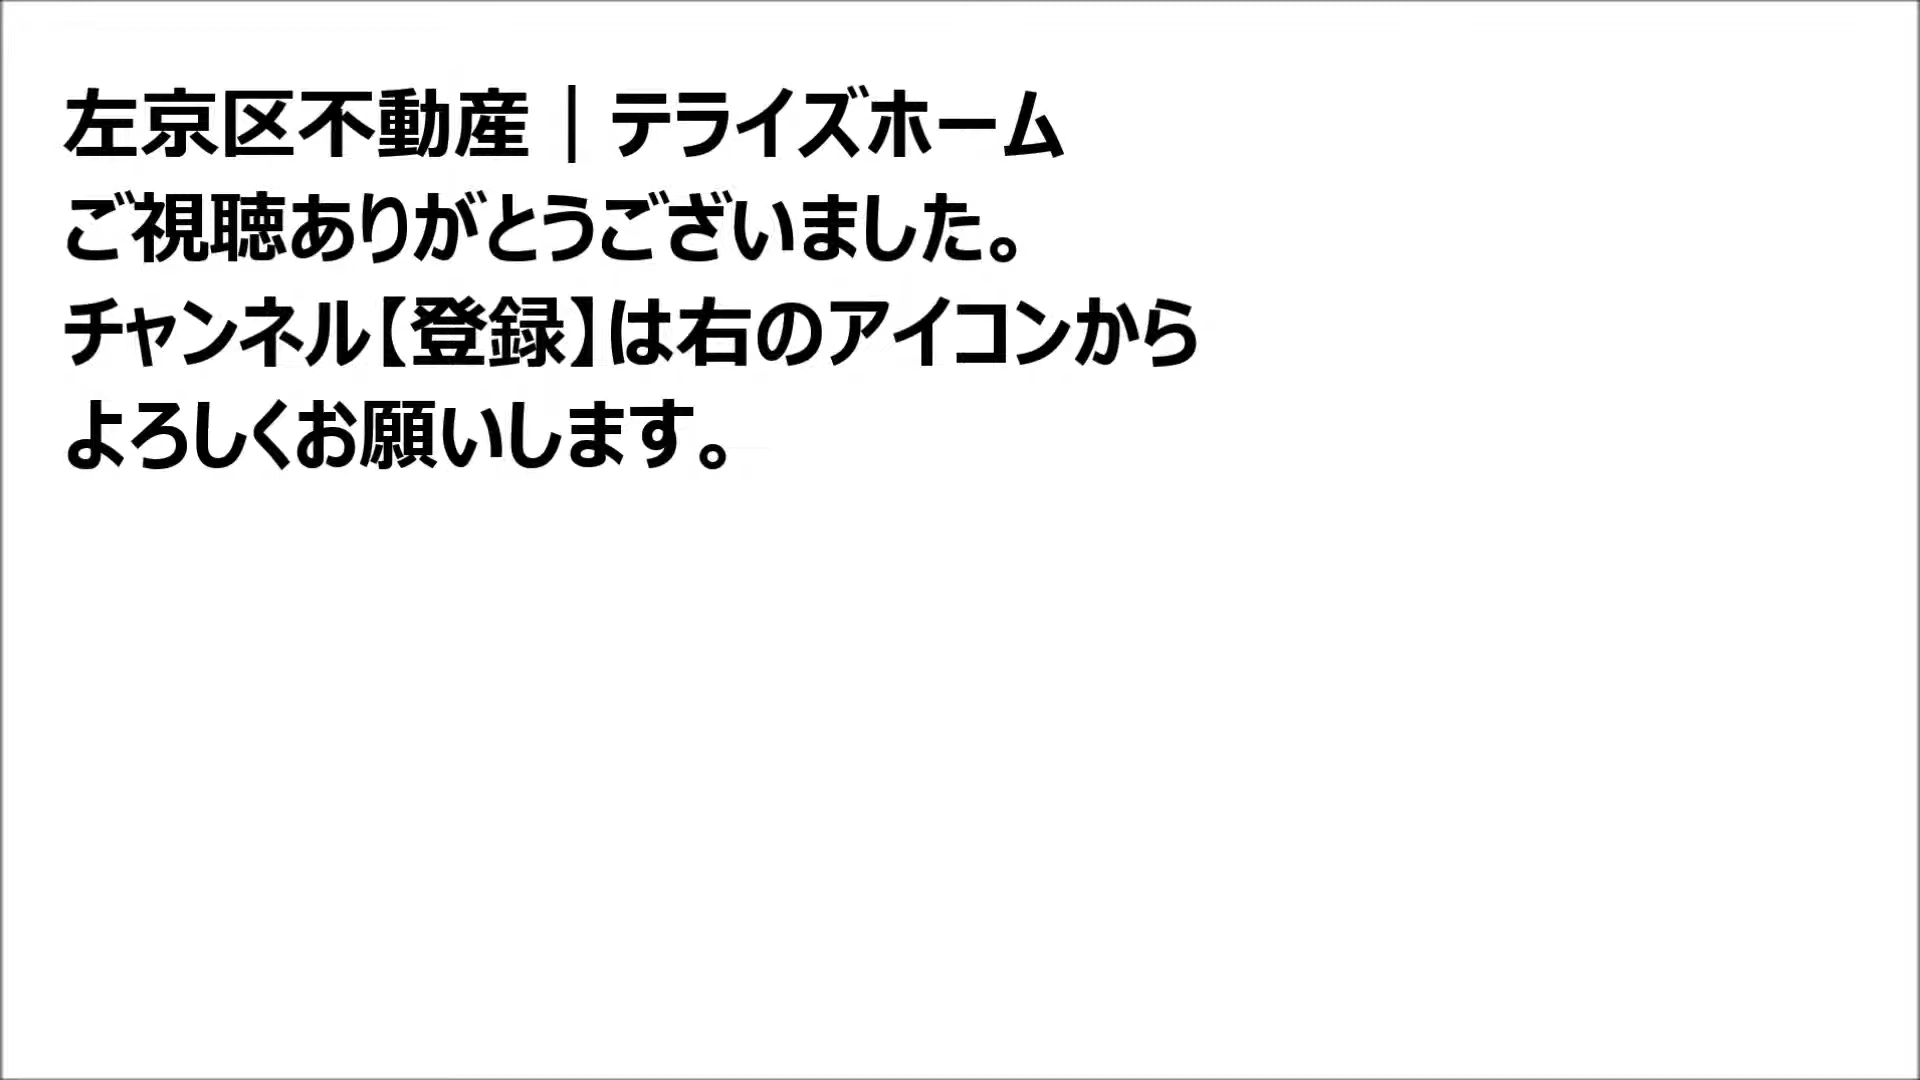 左京区不動産｜テライズホーム
ご視聴ありがとうございました。
チャンネル【登録】は右のアイコンから
よろしくお願いします。